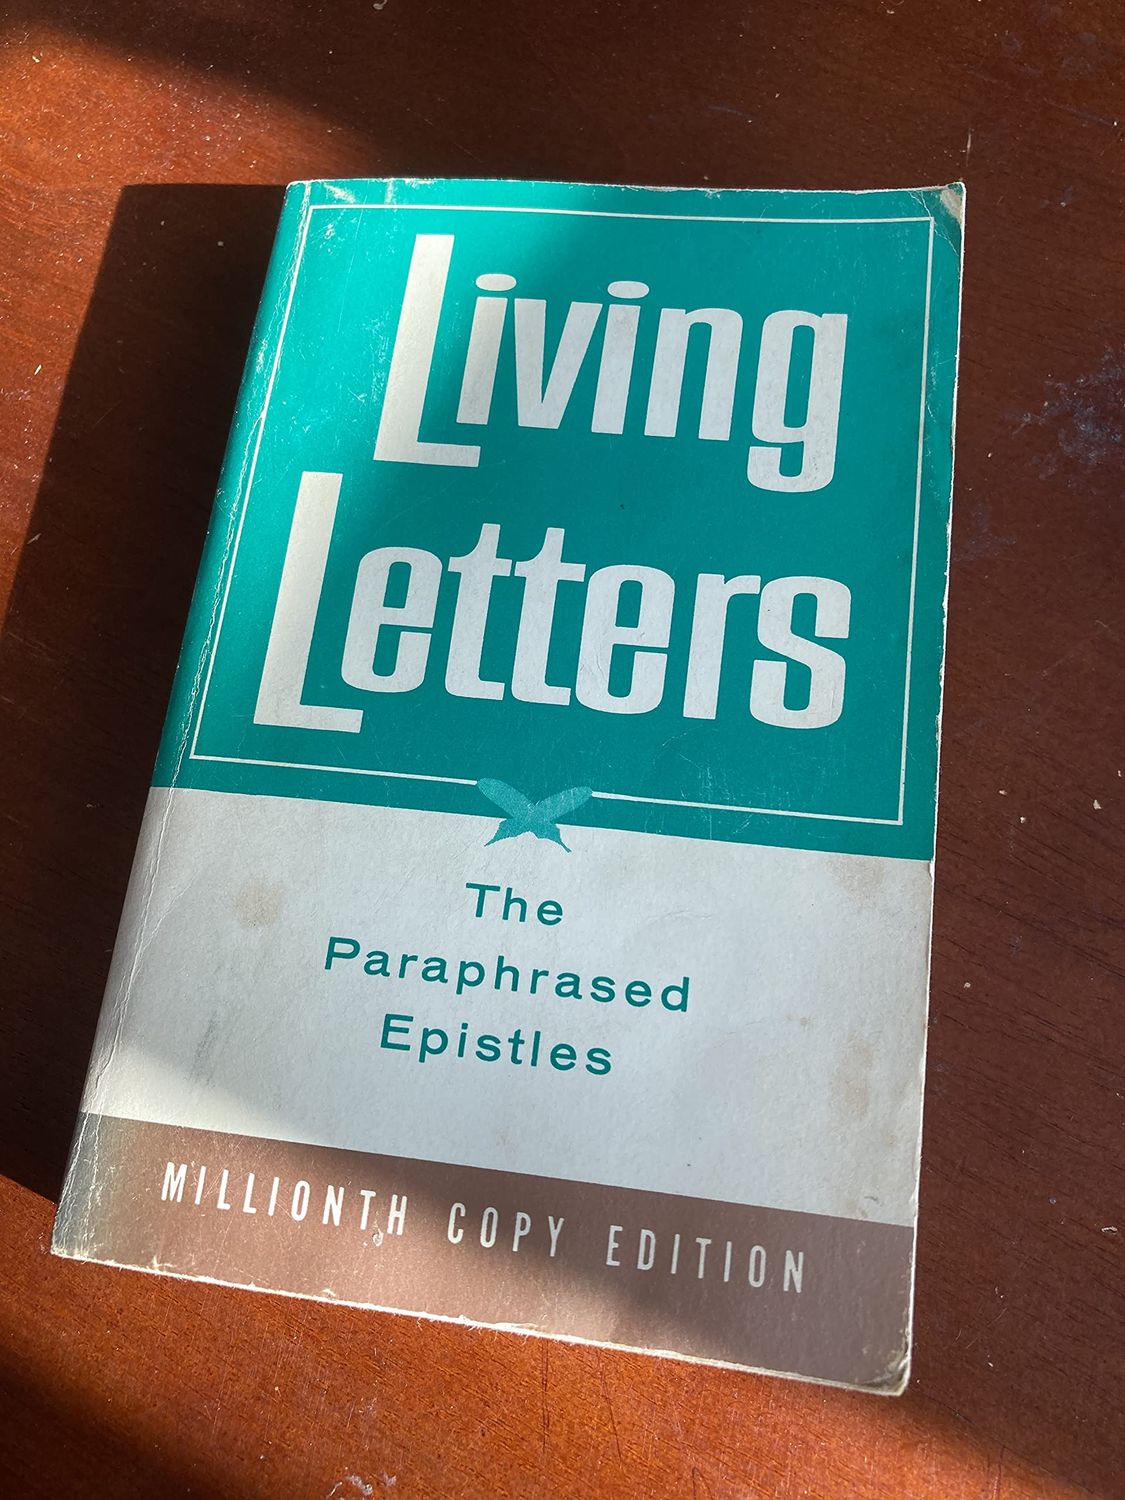 Living
Letters
The
Paraphrased
Epistles
MILLIONTH COPY EDITION